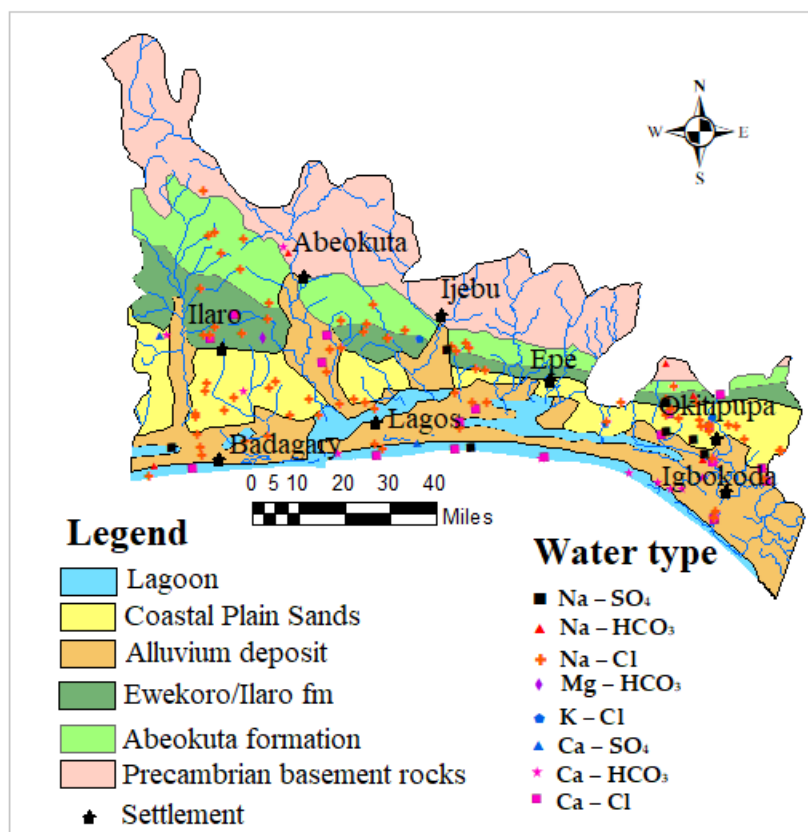 N
W E
S
Abeokuta
Ijebu
Ilaro
Epe
Okitipupa
Lagos
Badagary
Igbokoda
0 5 10 20 30 40
Miles
Legend
Lagoon
Coastal Plain Sands
Alluvium deposit
Ewekoro/Ilaro fm
Abeokuta formation
Precambrian basement rocks
Settlement
Water type
Na – SO₄
Na – HCO₃
Na – Cl
Mg – HCO₃
K – Cl
Ca – SO₄
Ca – HCO₃
Ca – Cl